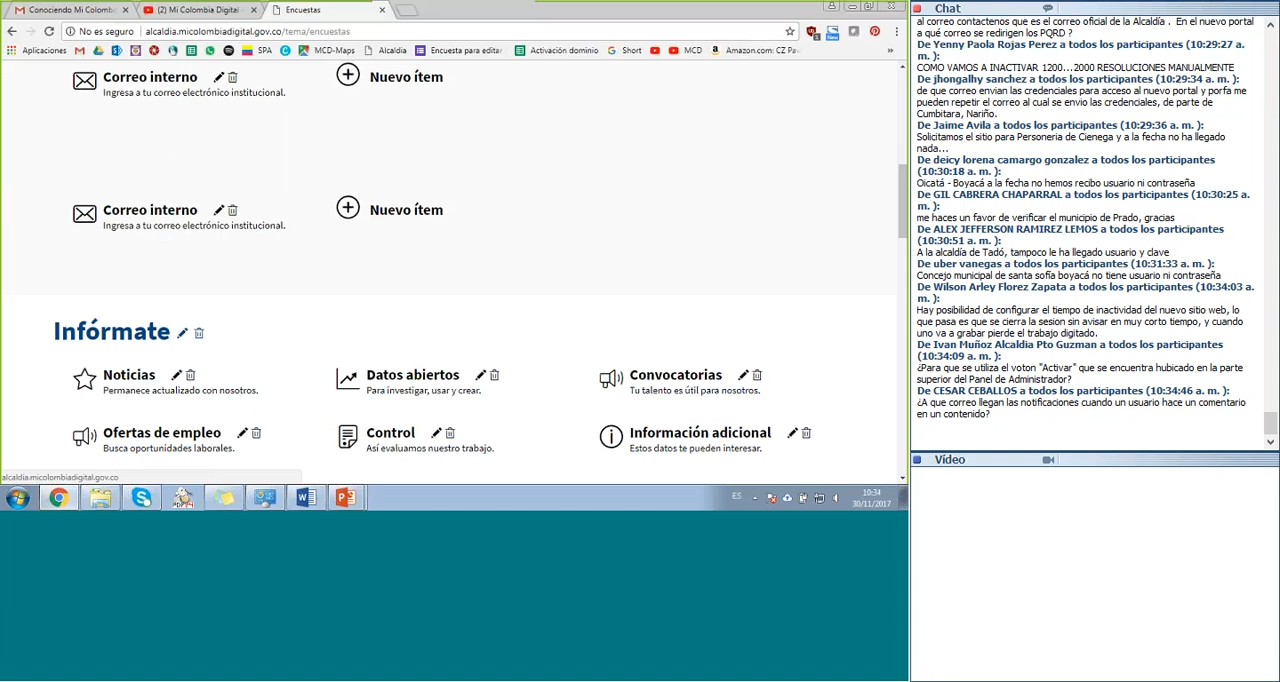 Conociendo Mi Colomb
(2) Mi Colombia Digital -
Encuestas
No es seguro
alcaldia.micolombiadigital.gov.co/tema/encuestas
Aplicaciones
SPA
MCD-Maps
Alcaldia
Encuesta para editar
Activación dominio
Short
MCD
Amazon.com: CZ Pav
»
Correo interno
Ingresa a tu correo electrónico institucional.
Nuevo ítem
Correo interno
Ingresa a tu correo electrónico institucional.
Nuevo ítem
Infórmate
Noticias
Permanece actualizado con nosotros.
Datos abiertos
Para investigar, usar y crear.
Convocatorias
Tu talento es útil para nosotros.
Ofertas de empleo
Busca oportunidades laborales.
Control
Así evaluamos nuestro trabajo.
Información adicional
Estos datos te pueden interesar.
alcaldia.micolombiadigital.gov.co
ES
10:34
30/11/2017
Chat
al correo contactenos que es el correo oficial de la Alcaldía . En el nuevo portal
a qué correo se redirigen los PQRD ?
De Yenny Paola Rojas Perez a todos los participantes (10:29:27 a.
m. ):
COMO VAMOS A INACTIVAR 1200...2000 RESOLUCIONES MANUALMENTE
De jhongalhy sanchez a todos los participantes (10:29:34 a. m. ):
de que correo envian las credenciales para acceso al nuevo portal y porfa me
pueden repetir el correo al cual se envio las credenciales, de parte de
Cumbitara, Nariño.
De Jaime Avila a todos los participantes (10:29:36 a. m. ):
Solicitamos el sitio para Personeria de Cienega y a la fecha no ha llegado
nada...
De deicy lorena camargo gonzalez a todos los participantes
(10:30:18 a. m. ):
Oicatá - Boyacá a la fecha no hemos recibo usuario ni contraseña
De GIL CABRERA CHAPARRAL a todos los participantes (10:30:25 a.
m. ):
me haces un favor de verificar el municipio de Prado, gracias
De ALEX JEFFERSON RAMIREZ LEMOS a todos los participantes
(10:30:51 a. m. ):
A la alcaldía de Tadó, tampoco le ha llegado usuario y clave
De uber vanegas a todos los participantes (10:31:33 a. m. ):
Concejo municipal de santa sofía boyacá no tiene usuario ni contraseña
De Wilson Arley Florez Zapata a todos los participantes (10:34:03 a.
m. ):
Hay posibilidad de configurar el tiempo de inactividad del nuevo sitio web, lo
que pasa es que se cierra la sesion sin avisar en muy corto tiempo, y cuando
uno va a grabar pierde el trabajo digitado.
De Ivan Muñoz Alcaldia Pto Guzman a todos los participantes
(10:34:09 a. m. ):
¿Para que se utiliza el voton "Activar" que se encuentra hubicado en la parte
superior del Panel de Administrador?
De CESAR CEBALLOS a todos los participantes (10:34:46 a. m. ):
¿A que correo llegan las notificaciones cuando un usuario hace un comentario
en un contenido?
Vídeo